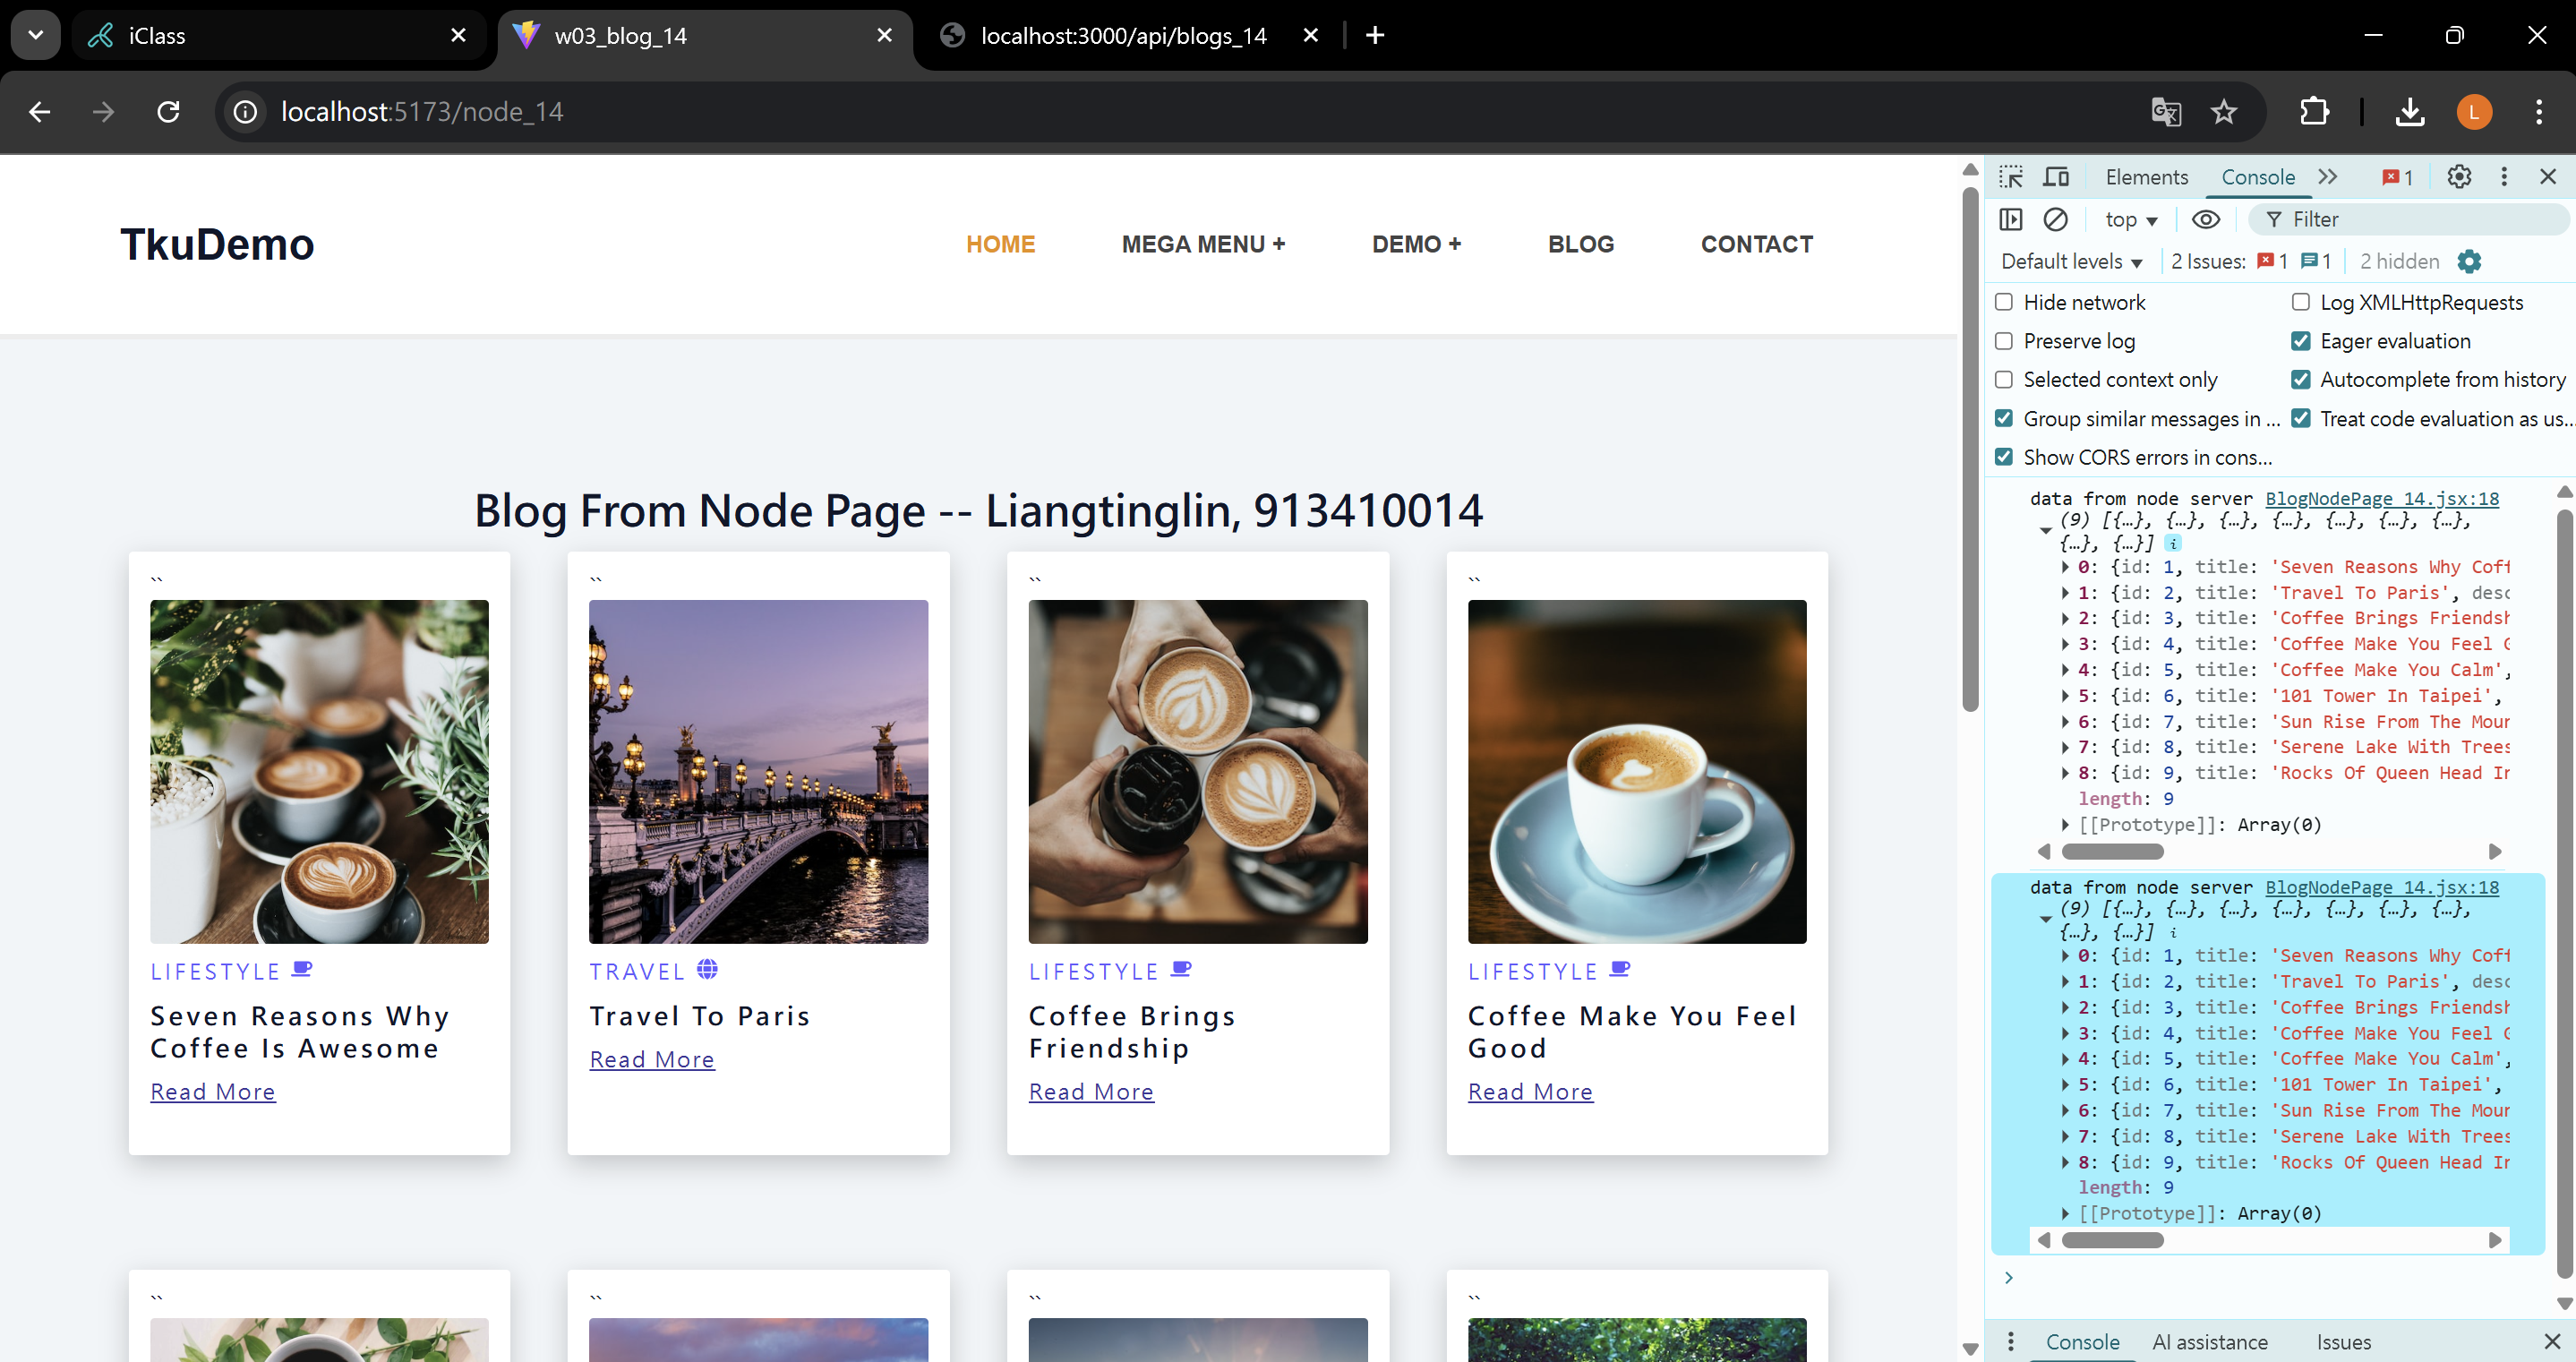 iClass
w03_blog_14
localhost:3000/api/blogs_14
localhost:5173/node_14
L
TkuDemo
HOME
MEGA MENU +
DEMO +
BLOG
CONTACT
Blog From Node Page -- Liangtinglin, 913410014
``
``
``
``
LIFESTYLE
Seven Reasons Why
Coffee Is Awesome
Read More
TRAVEL
Travel To Paris
Read More
LIFESTYLE
Coffee Brings
Friendship
Read More
LIFESTYLE
Coffee Make You Feel
Good
Read More
``
``
``
``
Elements
Console
1
top
Filter
Default levels
2 Issues: 1 1
2 hidden
Hide network
Log XMLHttpRequests
Preserve log
Eager evaluation
Selected context only
Autocomplete from history
Group similar messages in ...
Treat code evaluation as us...
Show CORS errors in cons...
data from node server BlogNodePage_14.jsx:18
(9) [{…}, {…}, {…}, {…}, {…}, {…}, {…},
{…}, {…}] i
0: {id: 1, title: 'Seven Reasons Why Coff
1: {id: 2, title: 'Travel To Paris', desc
2: {id: 3, title: 'Coffee Brings Friendsh
3: {id: 4, title: 'Coffee Make You Feel G
4: {id: 5, title: 'Coffee Make You Calm',
5: {id: 6, title: '101 Tower In Taipei',
6: {id: 7, title: 'Sun Rise From The Moun
7: {id: 8, title: 'Serene Lake With Trees
8: {id: 9, title: 'Rocks Of Queen Head In
length: 9
[[Prototype]]: Array(0)
data from node server BlogNodePage_14.jsx:18
(9) [{…}, {…}, {…}, {…}, {…}, {…}, {…},
{…}, {…}] i
0: {id: 1, title: 'Seven Reasons Why Coff
1: {id: 2, title: 'Travel To Paris', desc
2: {id: 3, title: 'Coffee Brings Friendsh
3: {id: 4, title: 'Coffee Make You Feel G
4: {id: 5, title: 'Coffee Make You Calm',
5: {id: 6, title: '101 Tower In Taipei',
6: {id: 7, title: 'Sun Rise From The Moun
7: {id: 8, title: 'Serene Lake With Trees
8: {id: 9, title: 'Rocks Of Queen Head In
length: 9
[[Prototype]]: Array(0)
Console
AI assistance
Issues